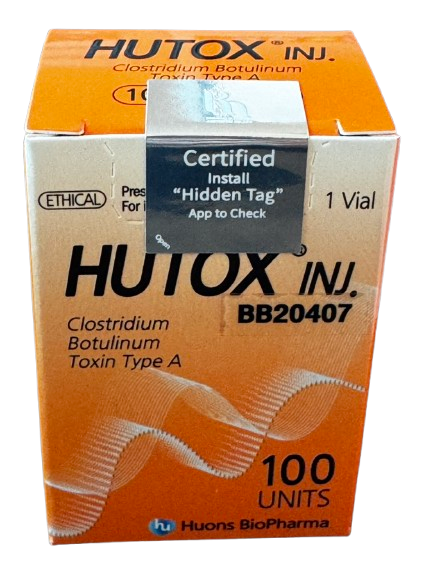 HUTOX ® INJ.
Clostridium Botulinum
Toxin Type A
Certified
Install
"Hidden Tag"
App to Check
Open
ETHICAL
1 Vial
HUTOX ® INJ.
BB20407
Clostridium
Botulinum
Toxin Type A
100
UNITS
hu Huons BioPharma